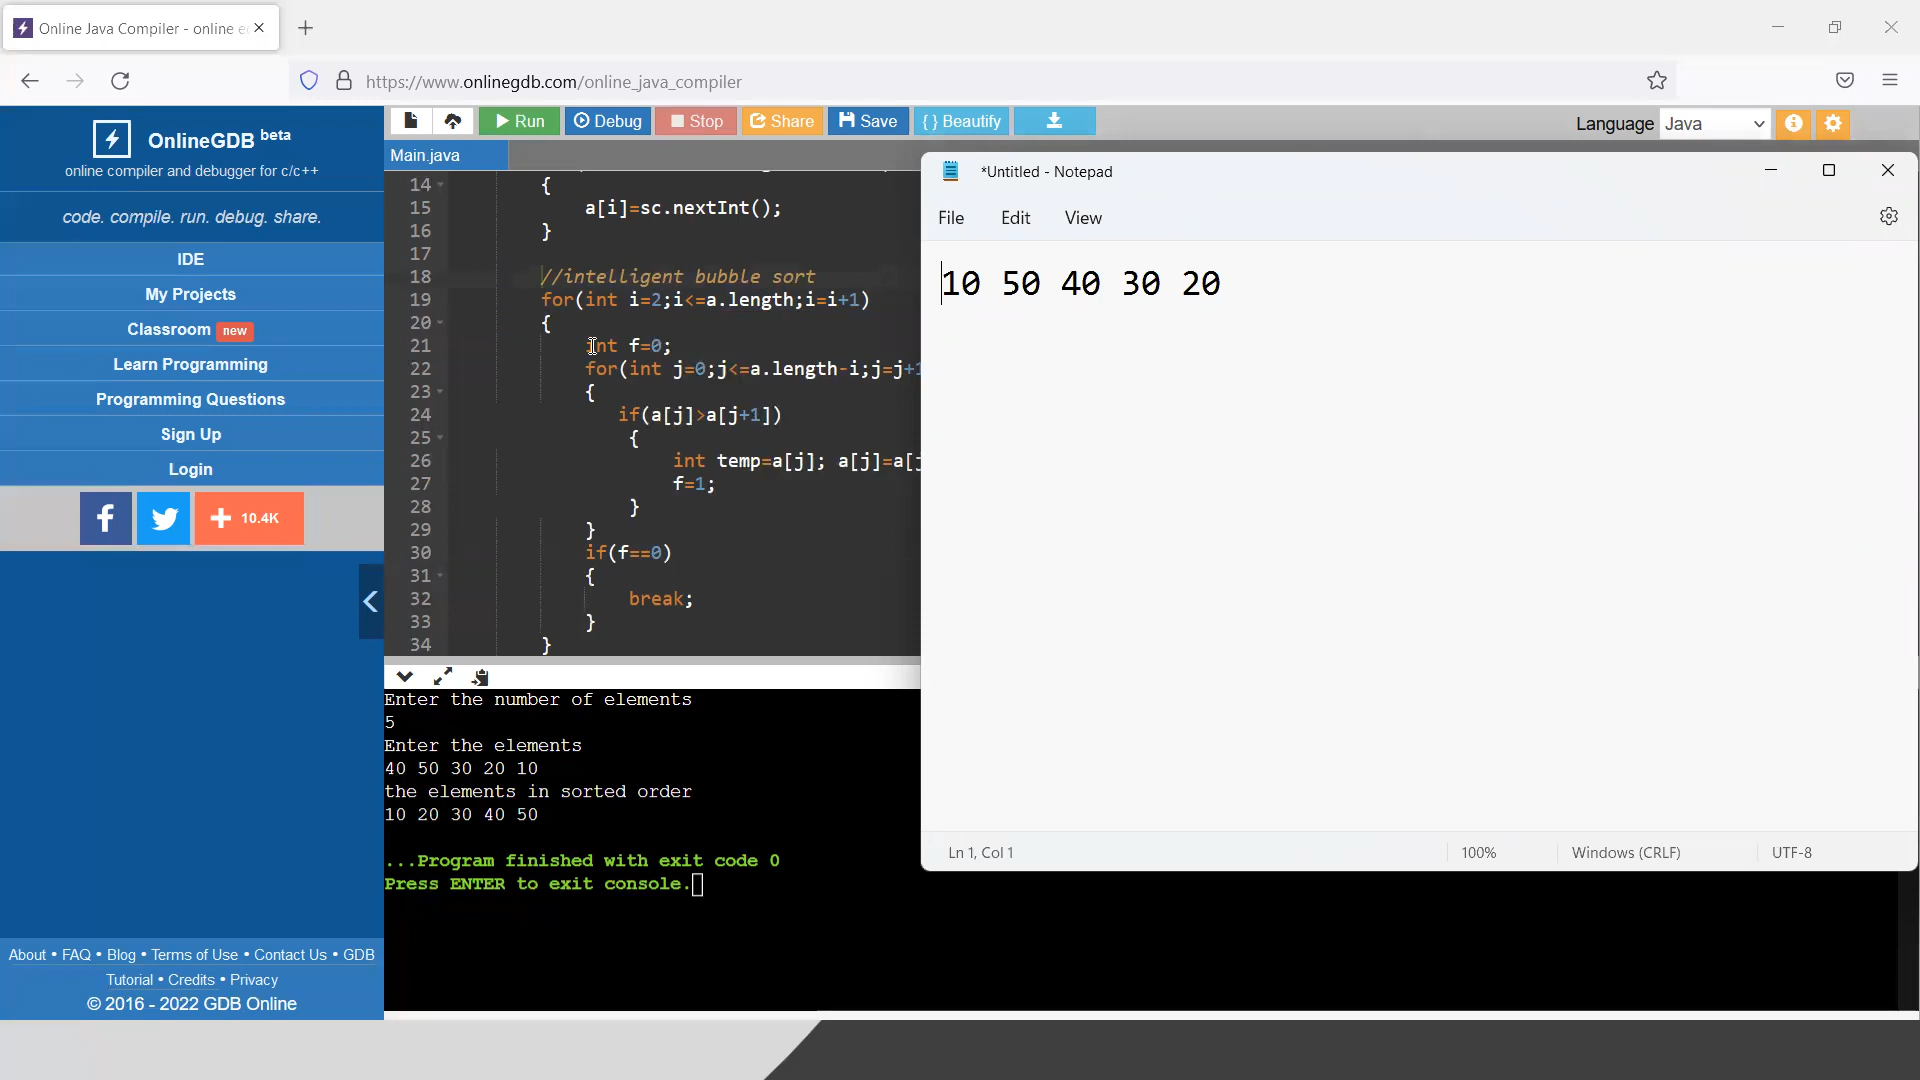 Online Java Compiler - online e
https://www.onlinegdb.com/online_java_compiler
OnlineGDB beta
online compiler and debugger for c/c++
code. compile. run. debug. share.
IDE
My Projects
Classroom new
Learn Programming
Programming Questions
Sign Up
Login
f + 10.4K
About • FAQ • Blog • Terms of Use • Contact Us • GDB
Tutorial • Credits • Privacy
© 2016 - 2022 GDB Online
Run Debug Stop Share Save { } Beautify
Language Java
Main.java
14 {
15 a[i]=sc.nextInt();
16 }
17
18 //intelligent bubble sort
19 for(int i=2;i<=a.length;i=i+1)
20 {
21 int f=0;
22 for(int j=0;j<=a.length-i;j=j+1
23 {
24 if(a[j]>a[j+1])
25 {
26 int temp=a[j]; a[j]=a[j
27 f=1;
28 }
29 }
30 if(f==0)
31 {
32 break;
33 }
34 }
Enter the number of elements
5
Enter the elements
40 50 30 20 10
the elements in sorted order
10 20 30 40 50
...Program finished with exit code 0
Press ENTER to exit console.
*Untitled - Notepad
File Edit View
10 50 40 30 20
Ln 1, Col 1 100% Windows (CRLF) UTF-8